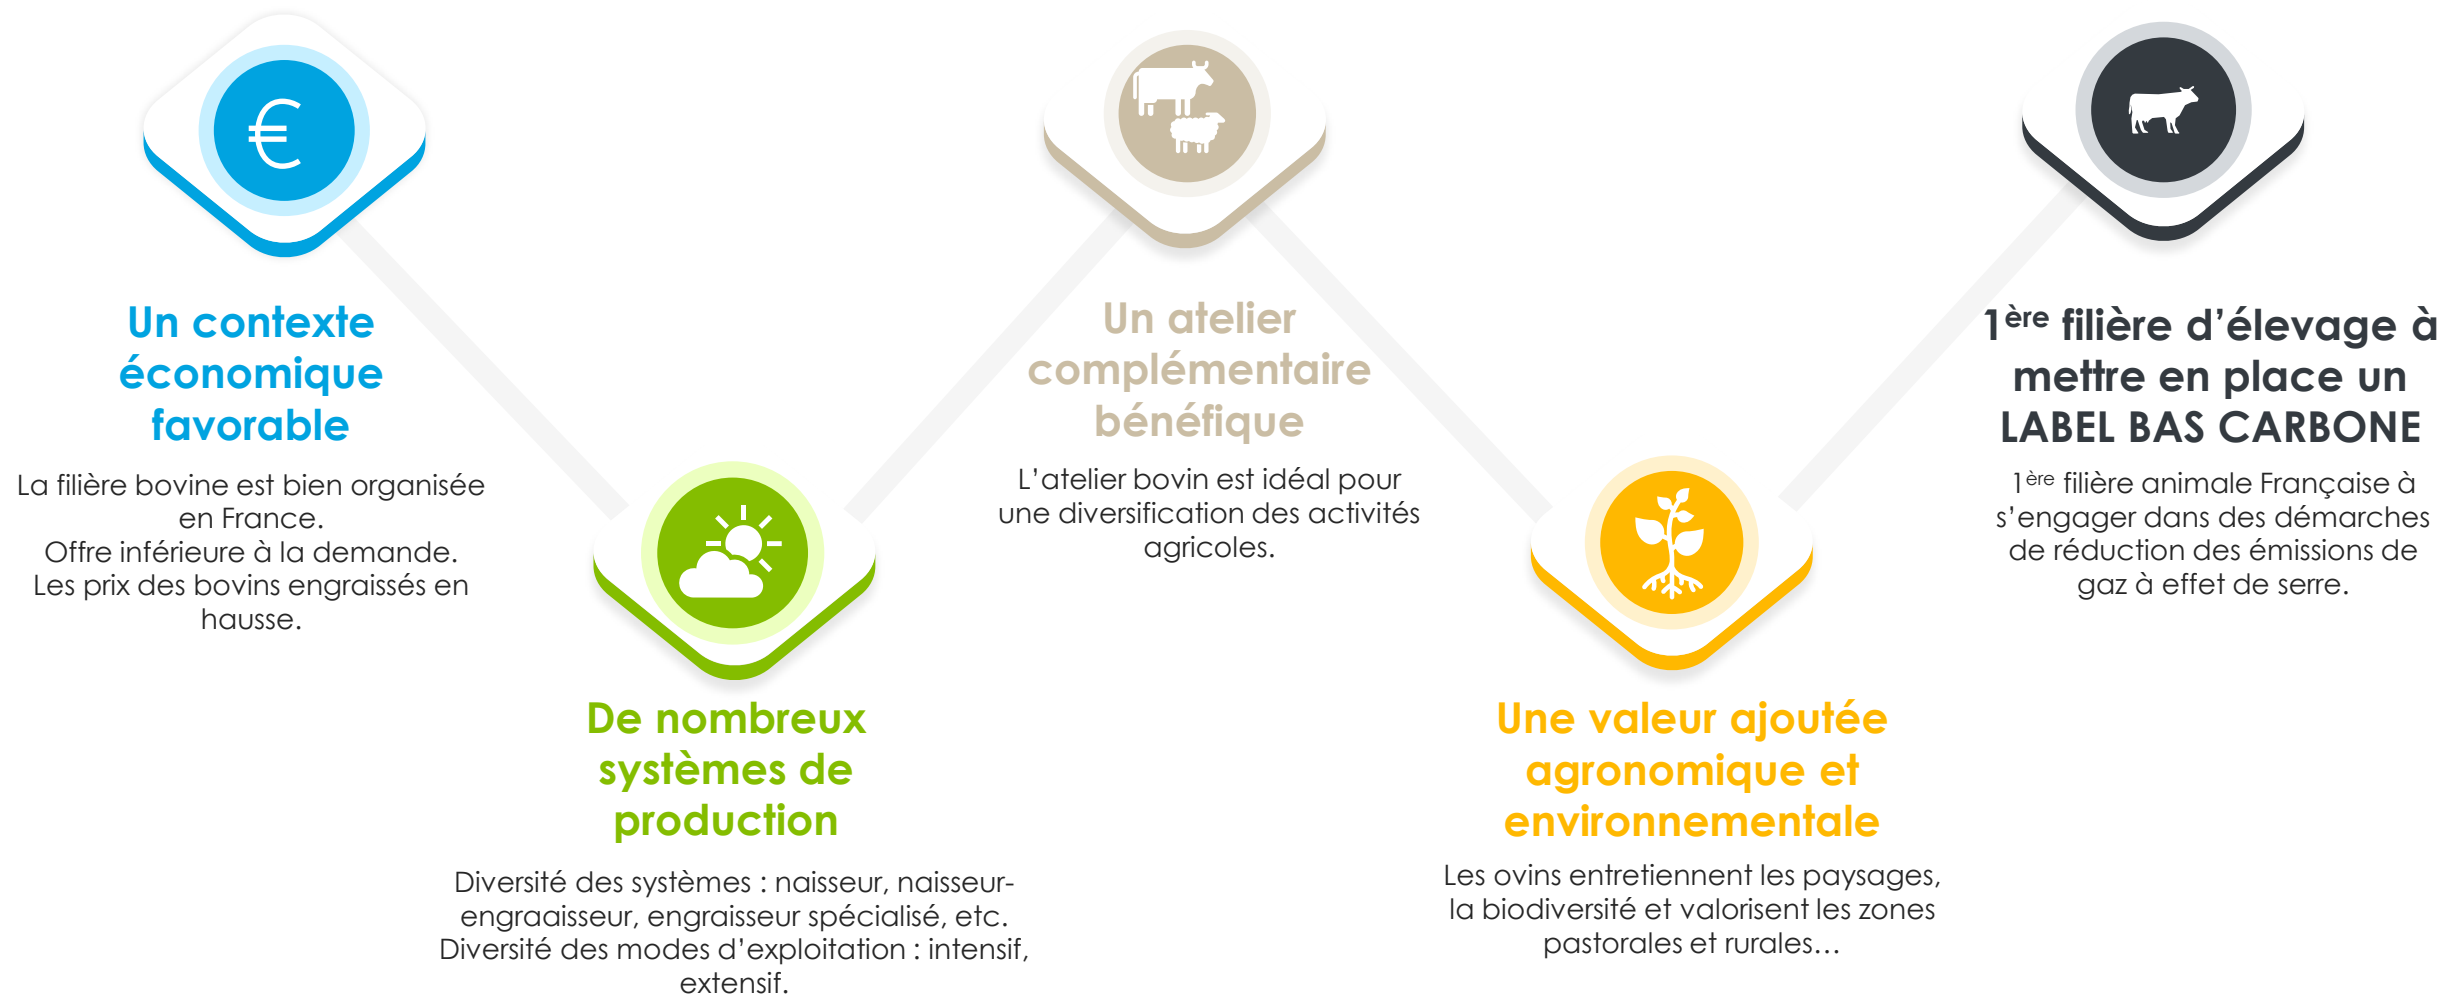 €
Un contexte
économique
favorable
La filière bovine est bien organisée
en France.
Offre inférieure à la demande.
Les prix des bovins engraissés en
hausse.
De nombreux
systèmes de
production
Diversité des systèmes : naisseur, naisseur-
engraaisseur, engraisseur spécialisé, etc.
Diversité des modes d’exploitation : intensif,
extensif.
Un atelier
complémentaire
bénéfique
L’atelier bovin est idéal pour
une diversification des activités
agricoles.
Une valeur ajoutée
agronomique et
environnementale
Les ovins entretiennent les paysages,
la biodiversité et valorisent les zones
pastorales et rurales…
1ère filière d’élevage à
mettre en place un
LABEL BAS CARBONE
1ère filière animale Française à
s’engager dans des démarches
de réduction des émissions de
gaz à effet de serre.